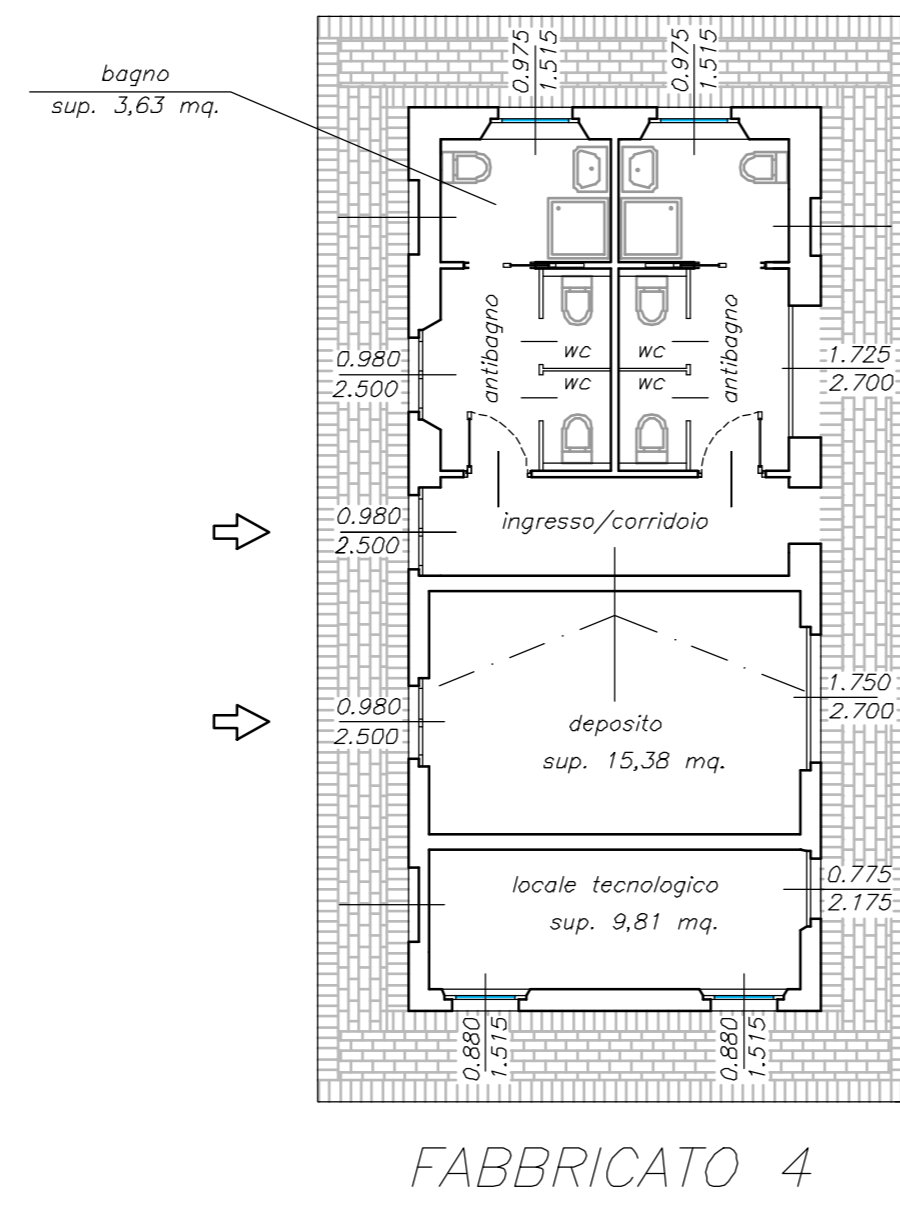 0.975
1.515
0.975
1.515
bagno
sup. 3,63 mq.
antibagno
wc
wc
wc
wc
antibagno
0.980
2.500
1.725
2.700
0.980
2.500
ingresso/corridoio
0.980
2.500
1.750
2.700
deposito
sup. 15,38 mq.
locale tecnologico
sup. 9,81 mq.
0.775
2.175
0.880
1.515
0.880
1.515
FABBRICATO 4